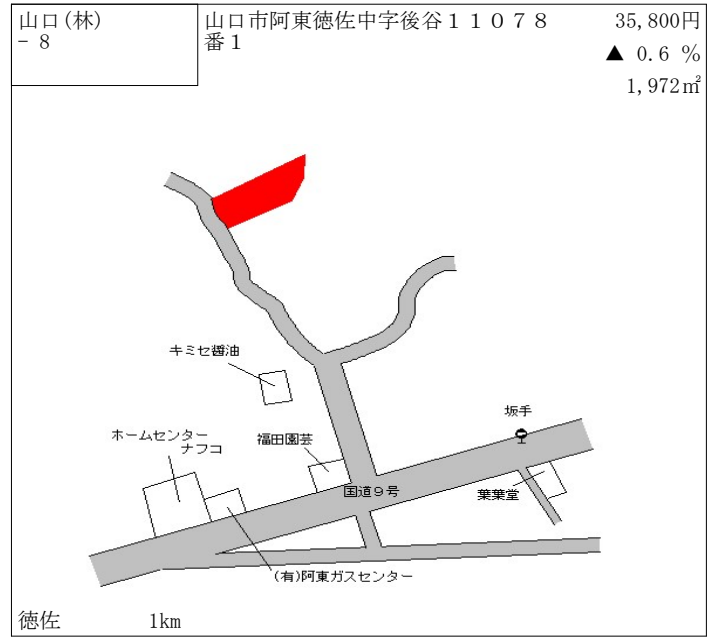 山口(林)
－８
山口市阿東徳佐中字後谷１１０７８
番１
35,800円
▲ 0.6 %
1,972㎡
キミセ醤油
坂手
ホームセンター
ナフコ
福田園芸
国道９号
葉葉堂
(有)阿東ガスセンター
徳佐 1km